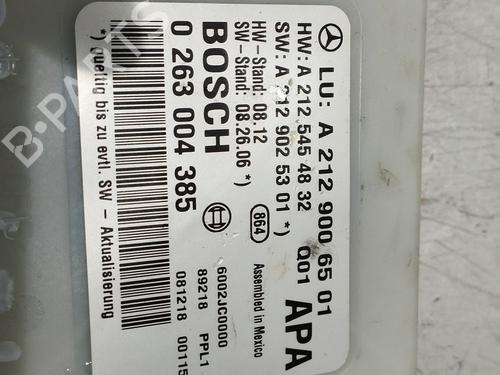 LU: A 212 900 65 01
HW: A 212 545 48 32 Q01
SW: A 212 902 53 01 *) APA
HW-Stand: 08.12
SW-Stand: 08.26.06 *) 864 Assembled in Mexico
BOSCH 6002JC0000
89218 PPL1
0 263 004 385 081218 00115
*) gueltig bis zu evtl. SW - Aktualisierung
B-PARTS